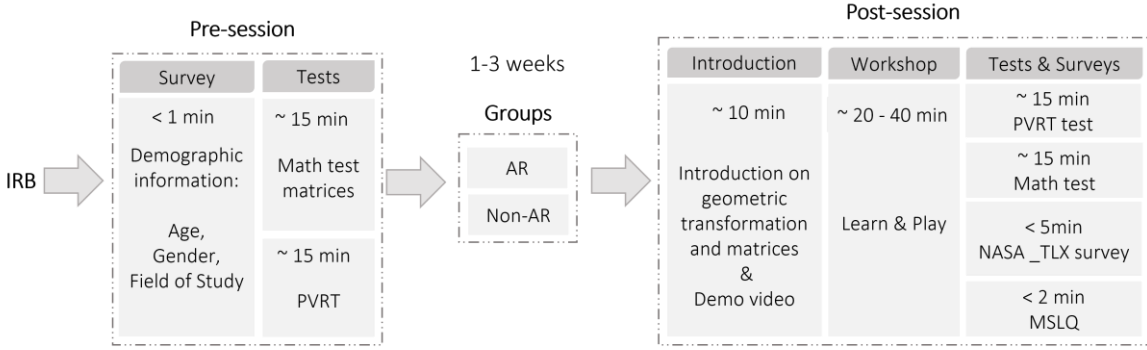 IRB
Pre-session
Survey
< 1 min
Demographic
information:
Age,
Gender,
Field of Study
Tests
~ 15 min
Math test
matrices
~ 15 min
PVRT
1-3 weeks
Groups
AR
Non-AR
Post-session
Introduction
~ 10 min
Introduction on
geometric
transformation
and matrices
&
Demo video
Workshop
~ 20 - 40 min
Learn & Play
Tests & Surveys
~ 15 min
PVRT test
~ 15 min
Math test
< 5min
NASA _TLX survey
< 2 min
MSLQ